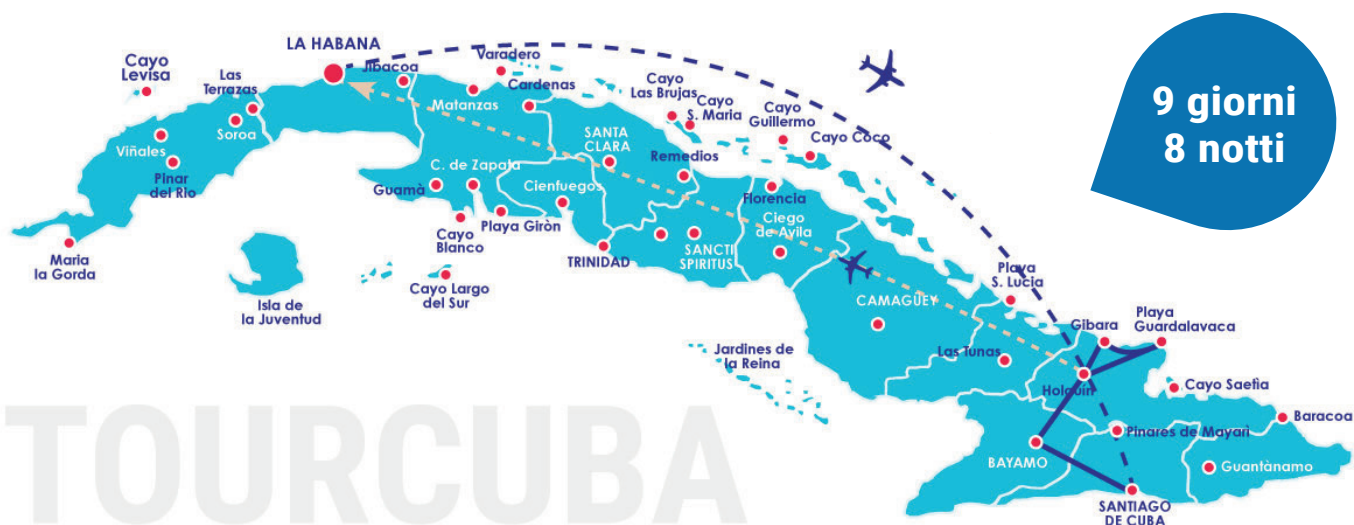 LA HABANA
Cayo
Levisa
Las
Terrazas
Soroa
Viñales
Pinar
del Rio
Maria
la Gorda
Jibacoa
Varadero
Matanzas
Cardenas
Guamà
C. de Zapata
Cienfuegos
SANTA
CLARA
Cayo
Las Brujas
Cayo
S. Maria
Cayo
Guillermo
Cayo Coco
Remedios
Florencia
Ciego
de Avila
Cayo
Blanco
Playa Giròn
TRINIDAD
SANCTI
SPIRITUS
Isla de
la Juventud
Cayo Largo
del Sur
CAMAGUEY
Jardines de
la Reina
Las Tunas
Playa
S. Lucia
Gibara
Playa
Guardalavaca
Holguin
Cayo Saetìa
Baracoa
Pinares de Mayarì
BAYAMO
Guantànamo
SANTIAGO
DE CUBA
9 giorni
8 notti
TOURCUBA